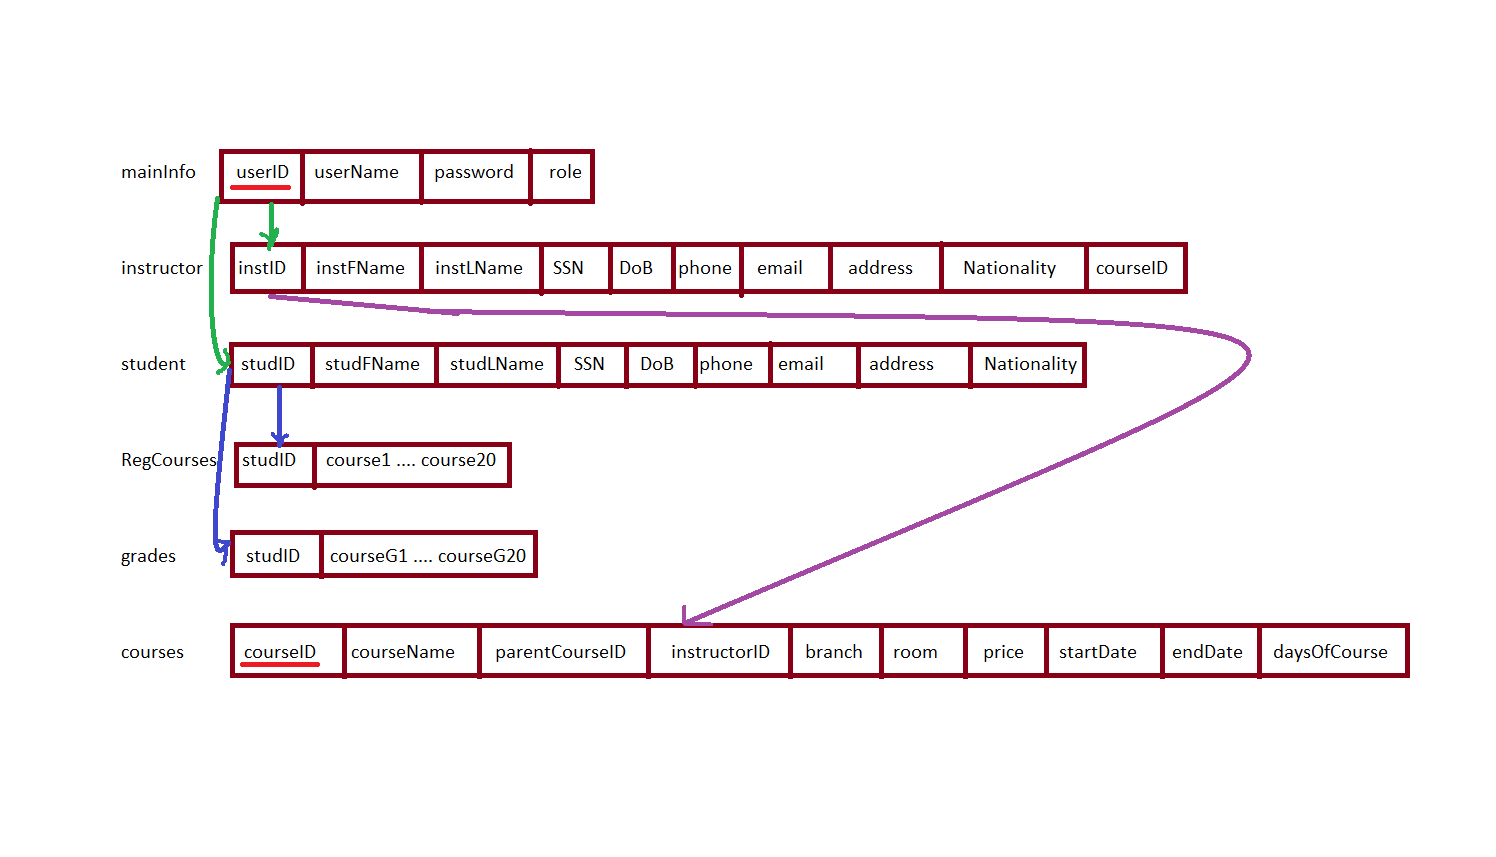 mainInfo userID userName password role
instructor instID instFName instLName SSN DoB phone email address Nationality courseID
student studID studFName studLName SSN DoB phone email address Nationality
RegCourses studID course1 .... course20
grades studID courseG1 .... courseG20
courses courseID courseName parentCourseID instructorID branch room price startDate endDate daysOfCourse